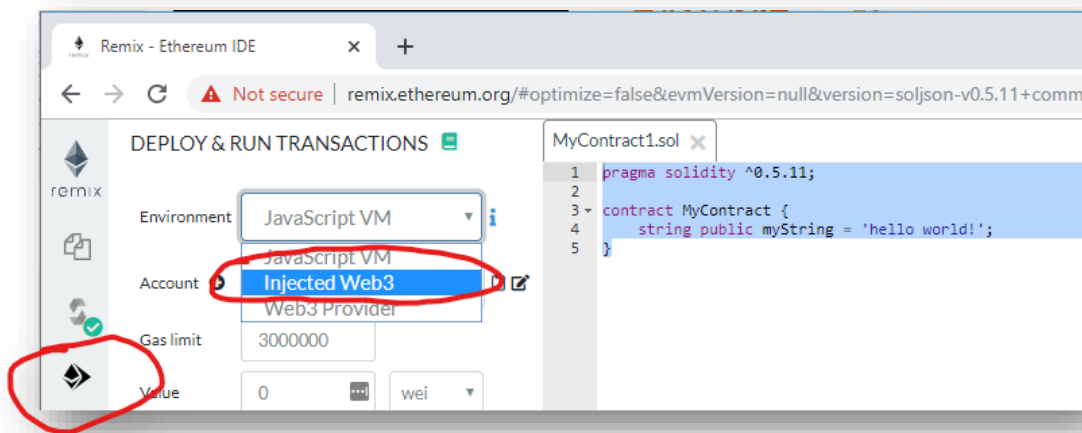 Remix - Ethereum IDE
Not secure | remix.ethereum.org/#optimize=false&evmVersion=null&version=soljson-v0.5.11+comm
remix
DEPLOY & RUN TRANSACTIONS
Environment
JavaScript VM
JavaScript VM
Injected Web3
Web3 Provider
Account
Gas limit
3000000
Value
0
wei
MyContract1.sol
1 pragma solidity ^0.5.11;
2
3 contract MyContract {
4 string public myString = 'hello world!';
5 }